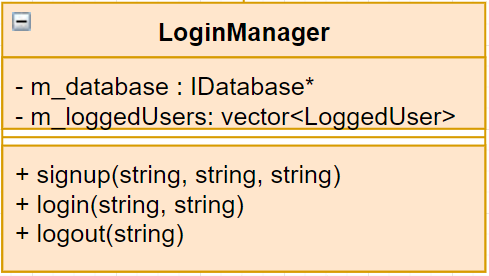 LoginManager
- m_database : IDatabase*
- m_loggedUsers: vector<LoggedUser>
+ signup(string, string, string)
+ login(string, string)
+ logout(string)